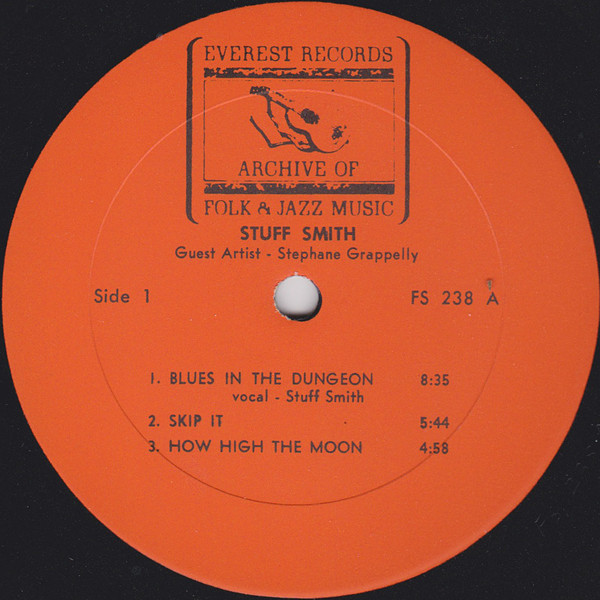 EVEREST RECORDS
ARCHIVE OF
FOLK & JAZZ MUSIC
STUFF SMITH
Guest Artist - Stephane Grappelly
Side 1
FS 238 A
1. BLUES IN THE DUNGEON 8:35
vocal - Stuff Smith
2. SKIP IT 5:44
3. HOW HIGH THE MOON 4:58